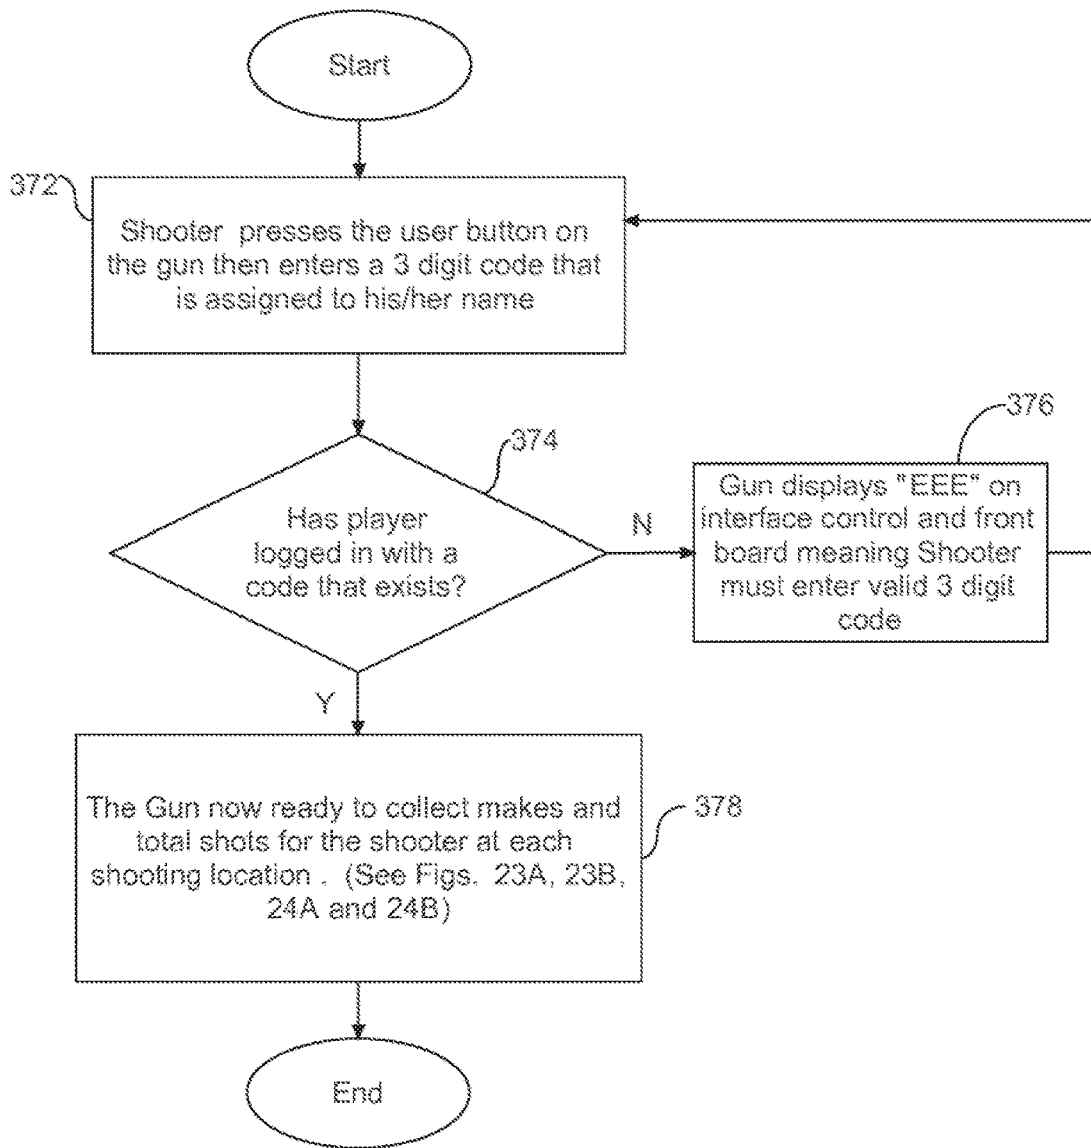 Start
372
Shooter presses the user button on
the gun then enters a 3 digit code that
is assigned to his/her name
374
Has player
logged in with a
code that exists?
N
376
Gun displays "EEE" on
interface control and front
board meaning Shooter
must enter valid 3 digit
code
Y
The Gun now ready to collect makes and
total shots for the shooter at each
shooting location . (See Figs. 23A, 23B,
24A and 24B)
378
End